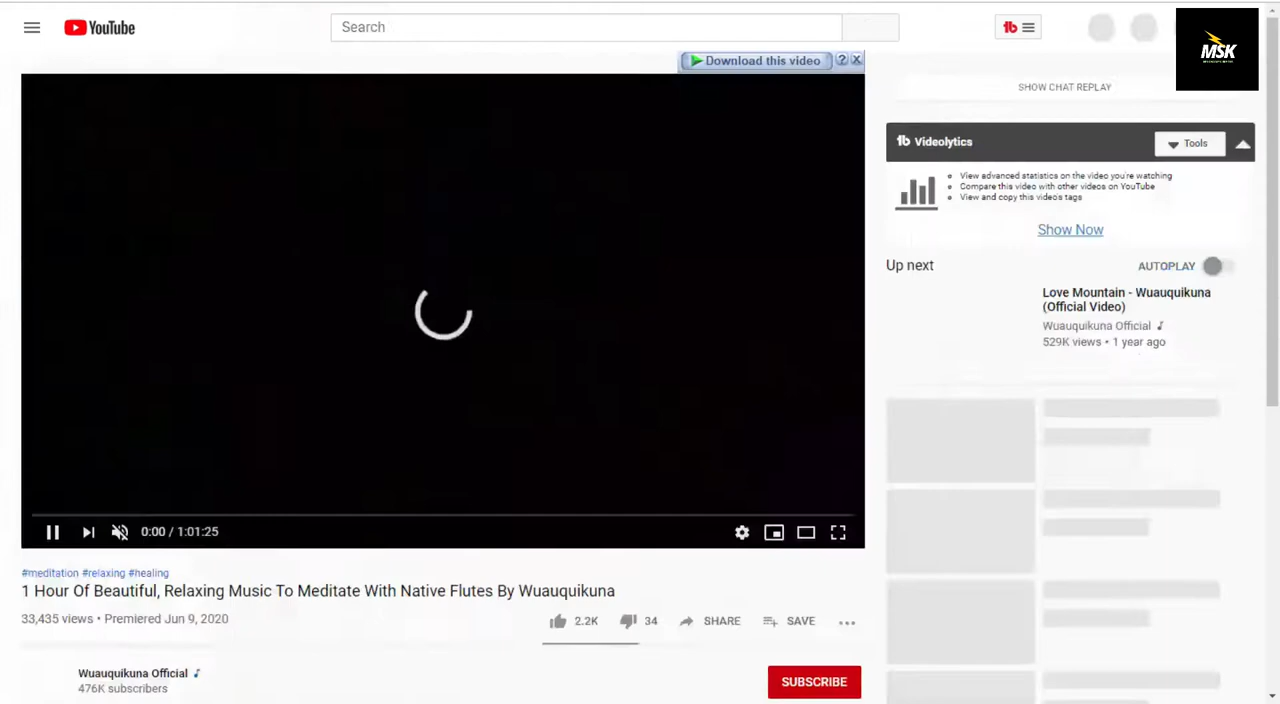 YouTube
Search
MSK
Download this video
?
X
SHOW CHAT REPLAY
Videolytics
Tools
View advanced statistics on the video you're watching
Compare this video with other videos on YouTube
View and copy this video's tags
Show Now
Up next
AUTOPLAY
Love Mountain - Wuauquikuna
(Official Video)
Wuauquikuna Official
529K views • 1 year ago
0:00 / 1:01:25
#meditation #relaxing #healing
1 Hour Of Beautiful, Relaxing Music To Meditate With Native Flutes By Wuauquikuna
33,435 views • Premiered Jun 9, 2020
2.2K 34 SHARE SAVE
Wuauquikuna Official
476K subscribers
SUBSCRIBE